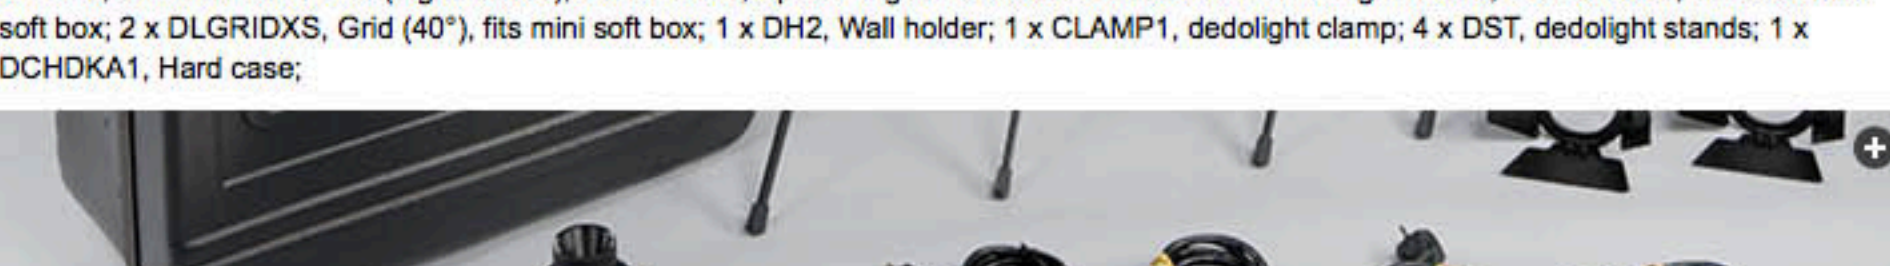 soft box; 2 x DLGRIDXS, Grid (40°), fits mini soft box; 1 x DH2, Wall holder; 1 x CLAMP1, dedolight clamp; 4 x DST, dedolight stands; 1 x
DCHDKA1, Hard case;